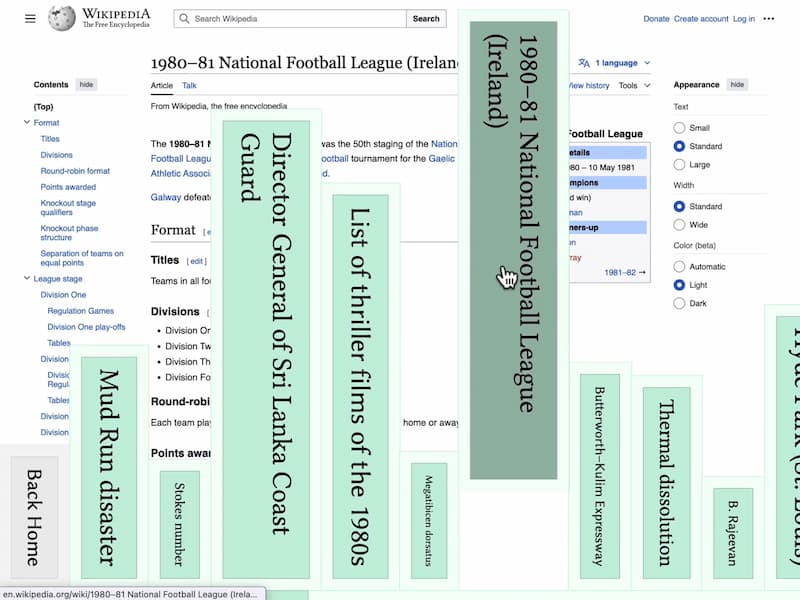 WIKIPEDIA
The Free Encyclopedia
Search Wikipedia
Search
Donate Create account Log in
1980–81 National Football League (Irelan
1 language
Article Talk
View history Tools
From Wikipedia, the free encyclopedia
Contents hide
(Top)
Format
Titles
Divisions
Round-robin format
Points awarded
Knockout stage
qualifiers
Knockout phase
structure
Separation of teams on
equal points
League stage
Division One
Regulation Games
Division One play-offs
Tables
Division
Regul
Tables
Division
Division
The 1980–81 N
was the 50th staging of the Nation
Football Leagu
ootball tournament for the Gaelic
Athletic Associ
d.
Galway defeat
Format [e
Titles [edit]
Teams in all fo
Divisions [
Division On
Division Tw
Division Th
Division Fo
Round-robi
Each team play
home or away
Points awar
Football League
etails
80 – 10 May 1981
mpions
d win)
man
ners-up
on
ray
1981–82 →
Appearance hide
Text
Small
Standard
Large
Width
Standard
Wide
Color (beta)
Automatic
Light
Dark
Back Home
Mud Run disaster
Stokes number
Director General of Sri Lanka Coast
Guard
List of thriller films of the 1980s
Megatibicen dorsatus
1980–81 National Football League
(Ireland)
Butterworth–Kulim Expressway
Thermal dissolution
B. Rajeevan
Hyde Park (St. Louis)
en.wikipedia.org/wiki/1980–81 National Football League (Irela...